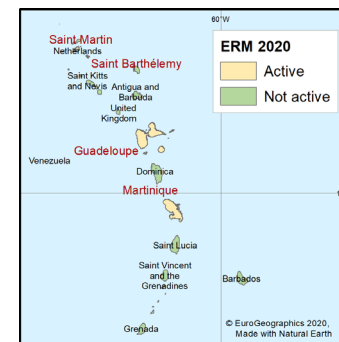 60°W
Saint Martin
Netherlands
Saint Barthélemy
Saint Kitts
and Nevis
Antigua and
Barbuda
United
Kingdom
Guadeloupe
Venezuela
Dominica
Martinique
Saint Lucia
Saint Vincent
and the
Grenadines
Barbados
Grenada
ERM 2020
Active
Not active
© EuroGeographics 2020,
Made with Natural Earth